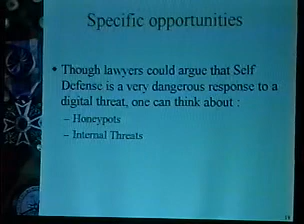 Specific opportunities
• Though lawyers could argue that Self
Defense is a very dangerous response to a
digital threat, one can think about :
– Honeypots
– Internal Threats